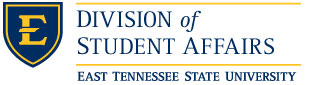 E
DIVISION of
STUDENT AFFAIRS
EAST TENNESSEE STATE UNIVERSITY